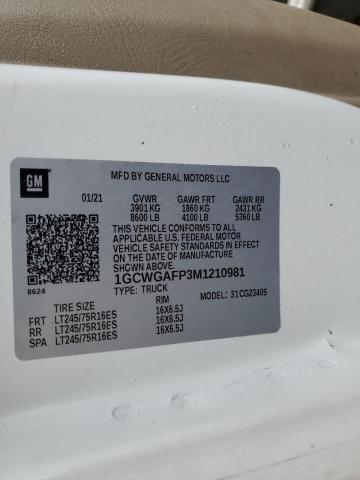 GM
MFD BY GENERAL MOTORS LLC
01/21 GVWR GAWR FRT GAWR RR
3901 KG 1860 KG 2431 KG
8600 LB 4100 LB 5360 LB
THIS VEHICLE CONFORMS TO ALL
APPLICABLE U.S. FEDERAL MOTOR
VEHICLE SAFETY STANDARDS IN
EFFECT ON THE DATE OF MANUFACTURE
SHOWN ABOVE.
1GCWGAFP3M1210981
8624 TYPE: TRUCK MODEL: 31CG23405
TIRE SIZE RIM
FRT LT245/75R16ES 16X6.5J
RR LT245/75R16ES 16X6.5J
SPA LT245/75R16ES 16X6.5J